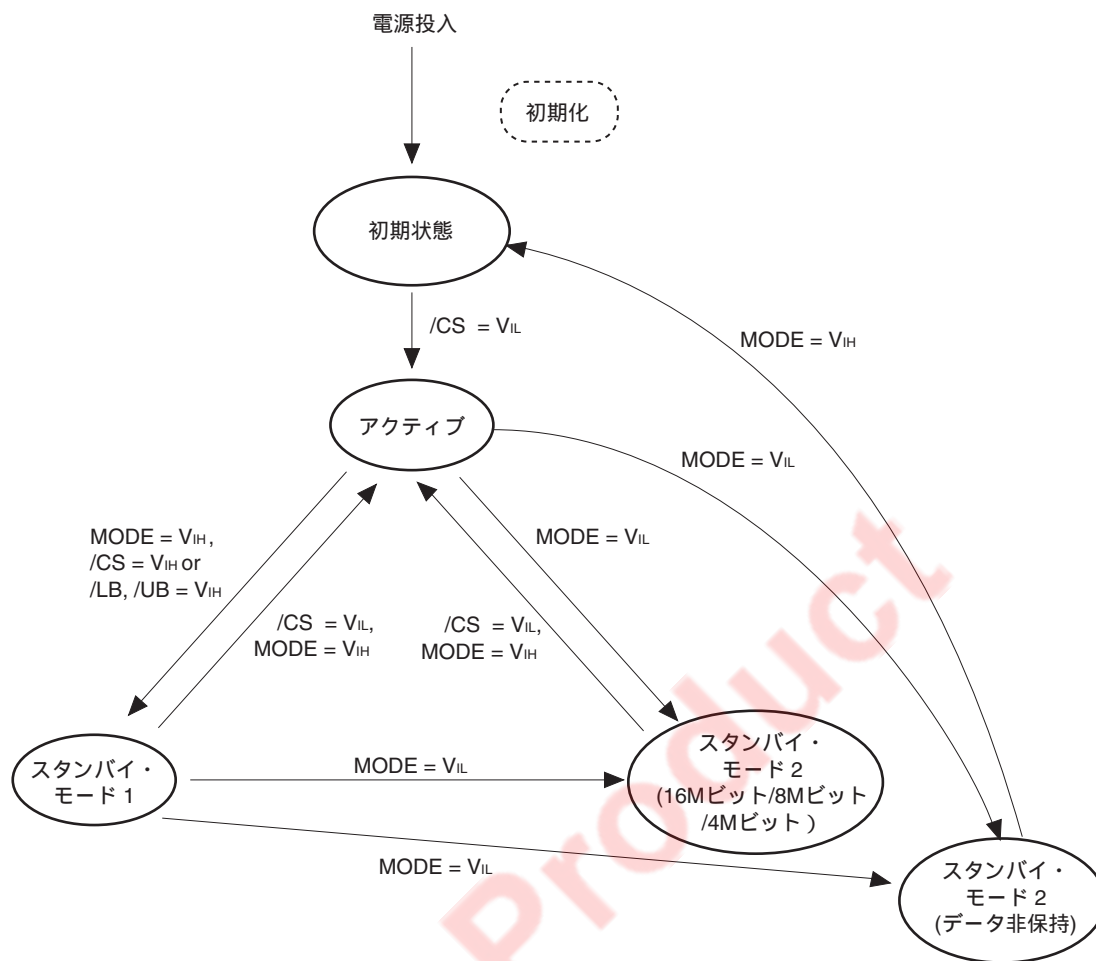 電源投入
初期化
初期状態
/CS = VIL
MODE = VIH
アクティブ
MODE = VIL
MODE = VIH,
/CS = VIH or
/LB, /UB = VIH
MODE = VIL
/CS = VIL,
MODE = VIH
/CS = VIL,
MODE = VIH
スタンバイ・
モード 1
MODE = VIL
スタンバイ・
モード 2
(16Mビット/8Mビット
/4Mビット )
MODE = VIL
スタンバイ・
モード 2
(データ非保持)
Product